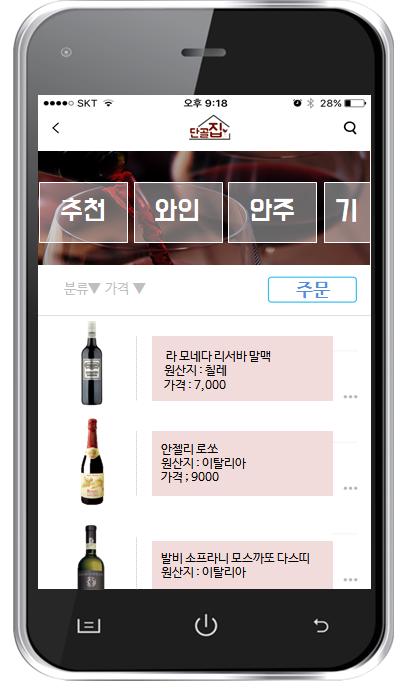 SKT 오후 9:18 28%
단골집
추천 와인 안주 기
분류▼ 가격 ▼ 주문
라 모네다 리서바 말맥
원산지 : 칠레
가격 : 7,000
안젤리 로쏘
원산지 : 이탈리아
가격 ; 9000
발비 소프라니 모스까또 다스띠
원산지 : 이탈리아